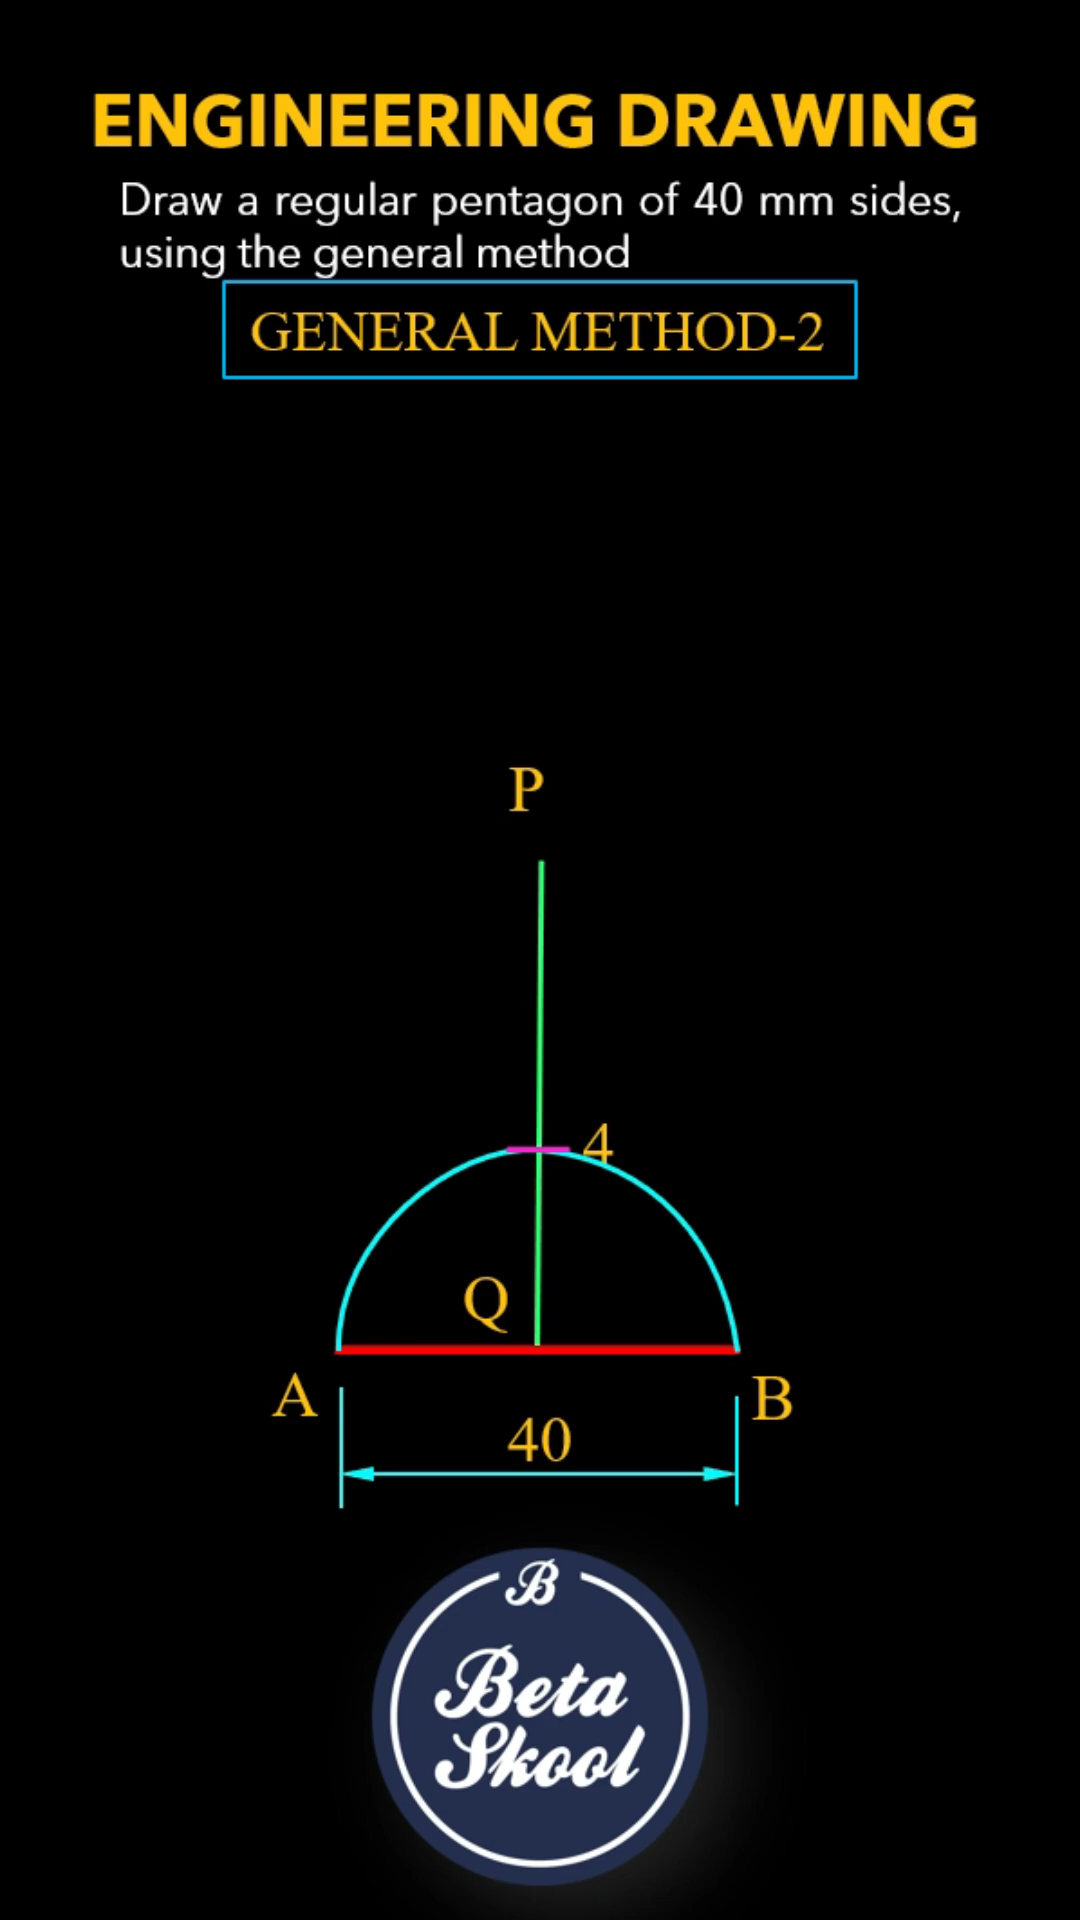 ENGINEERING DRAWING
Draw a regular pentagon of 40 mm sides,
using the general method
GENERAL METHOD-2
P
4
Q
A
B
40
B
Beta
Skool